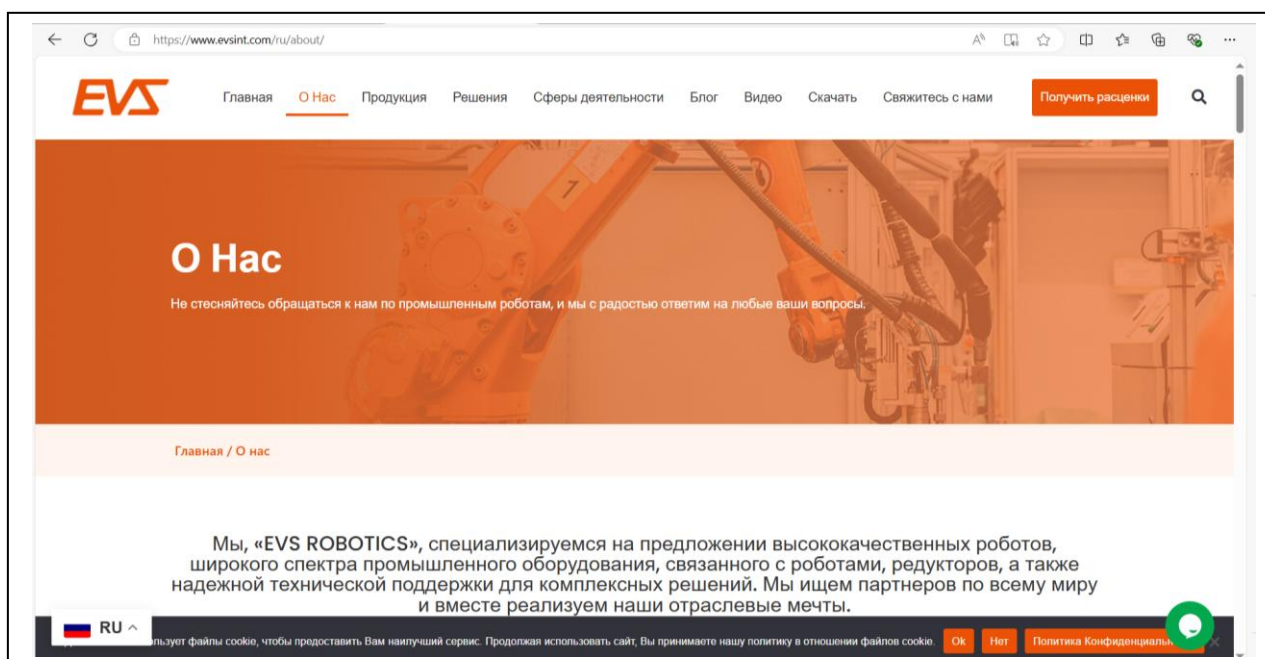 https://www.evsint.com/ru/about/
EVS
Главная О Нас Продукция Решения Сферы деятельности Блог Видео Скачать Свяжитесь с нами Получить расценки
О Нас
Не стесняйтесь обращаться к нам по промышленным роботам, и мы с радостью ответим на любые ваши вопросы.
Главная / О нас
Мы, «EVS ROBOTICS», специализируемся на предложении высококачественных роботов,
широкого спектра промышленного оборудования, связанного с роботами, редукторов, а также
надежной технической поддержки для комплексных решений. Мы ищем партнеров по всему миру
и вместе реализуем наши отраслевые мечты.
RU
файлы cookie, чтобы предоставить Вам наилучший сервис. Продолжая использовать сайт, Вы принимаете нашу политику в отношении файлов cookie. Ok Нет Политика